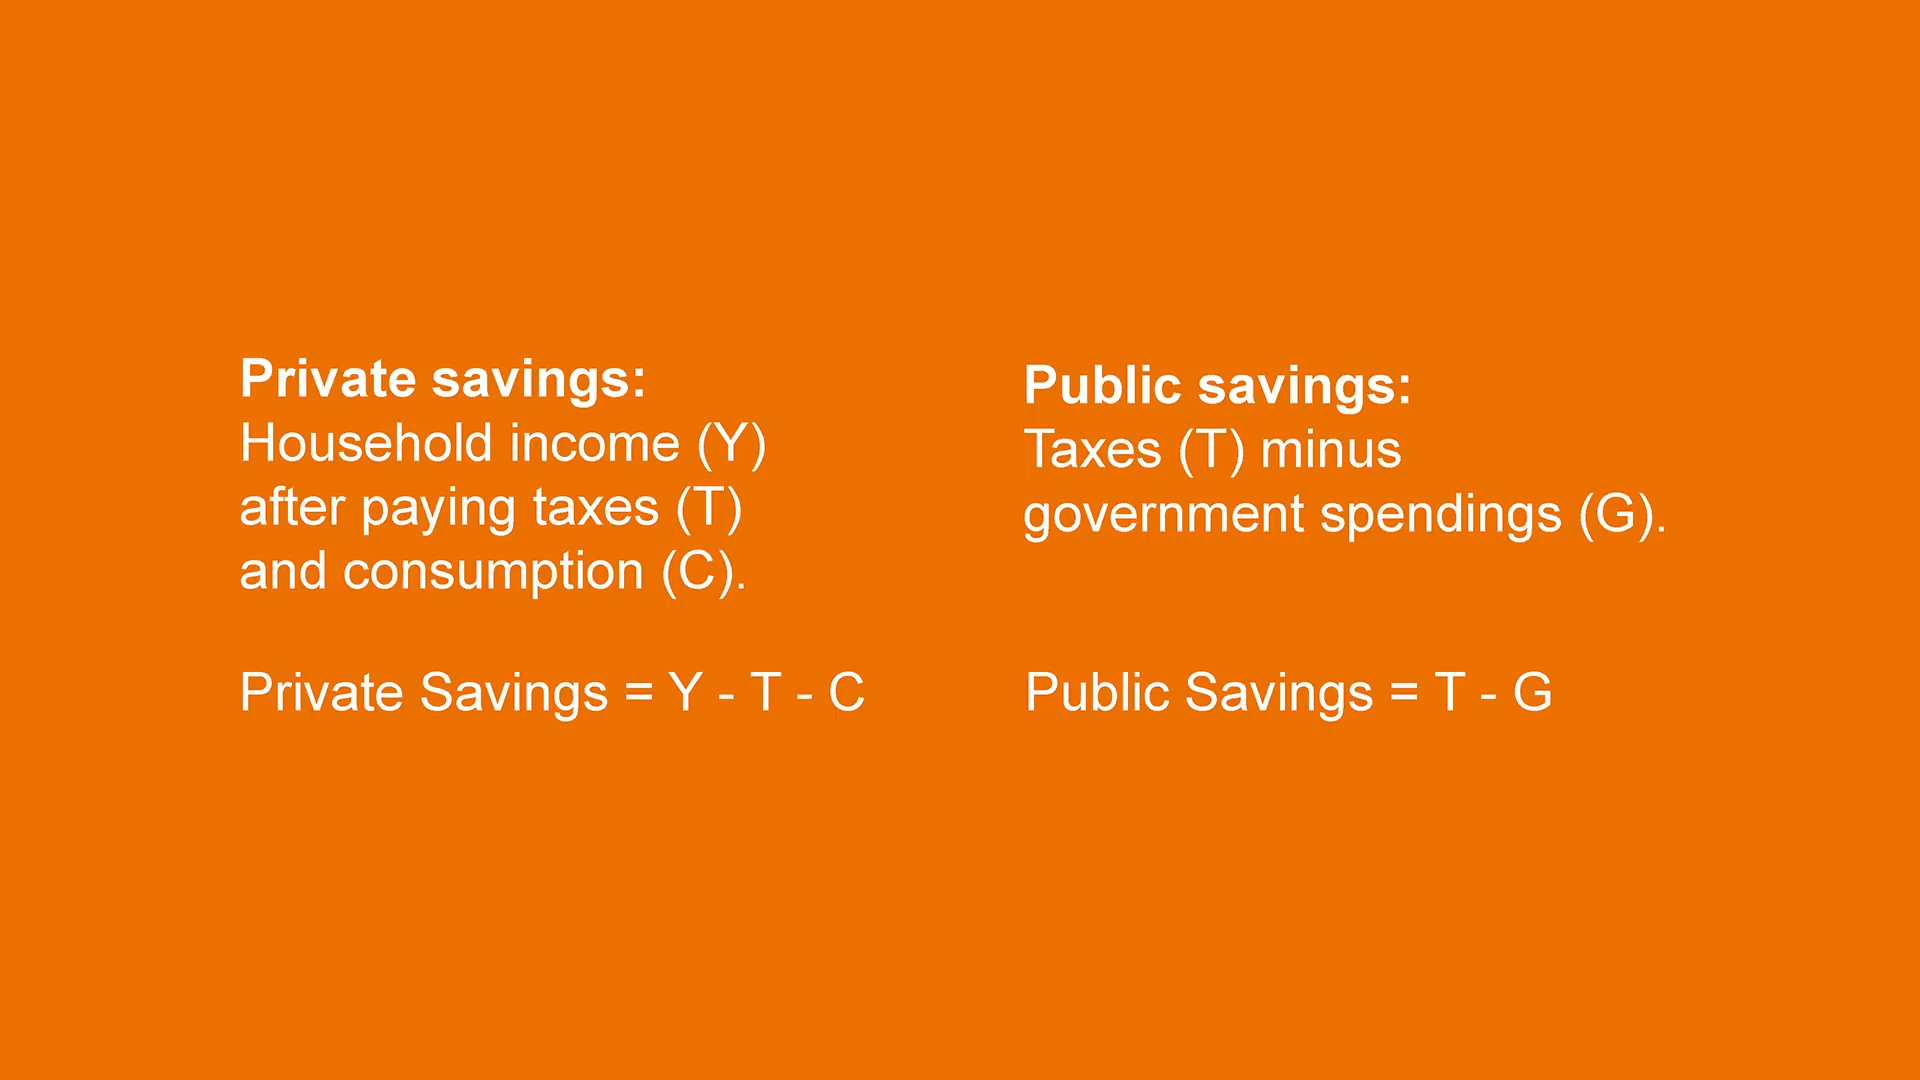 Private savings:
Household income (Y)
after paying taxes (T)
and consumption (C).
Private Savings = Y - T - C
Public savings:
Taxes (T) minus
government spendings (G).
Public Savings = T - G